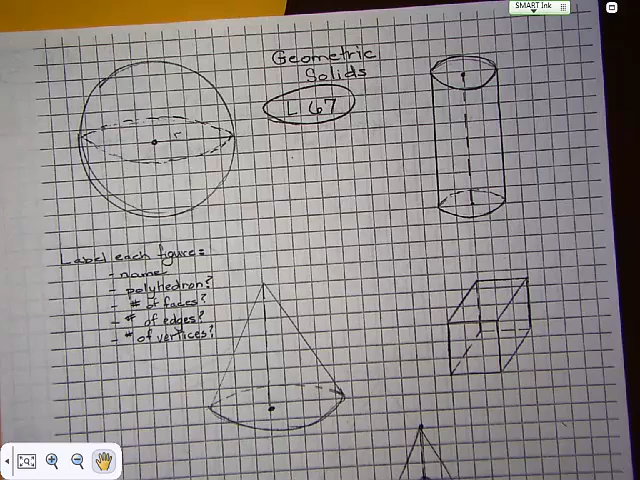 SMART Ink
Geometric
Solids
L 67
r
Label each figure:
- name
- polyhedron?
- # of faces?
- # of edges?
- # of vertices?